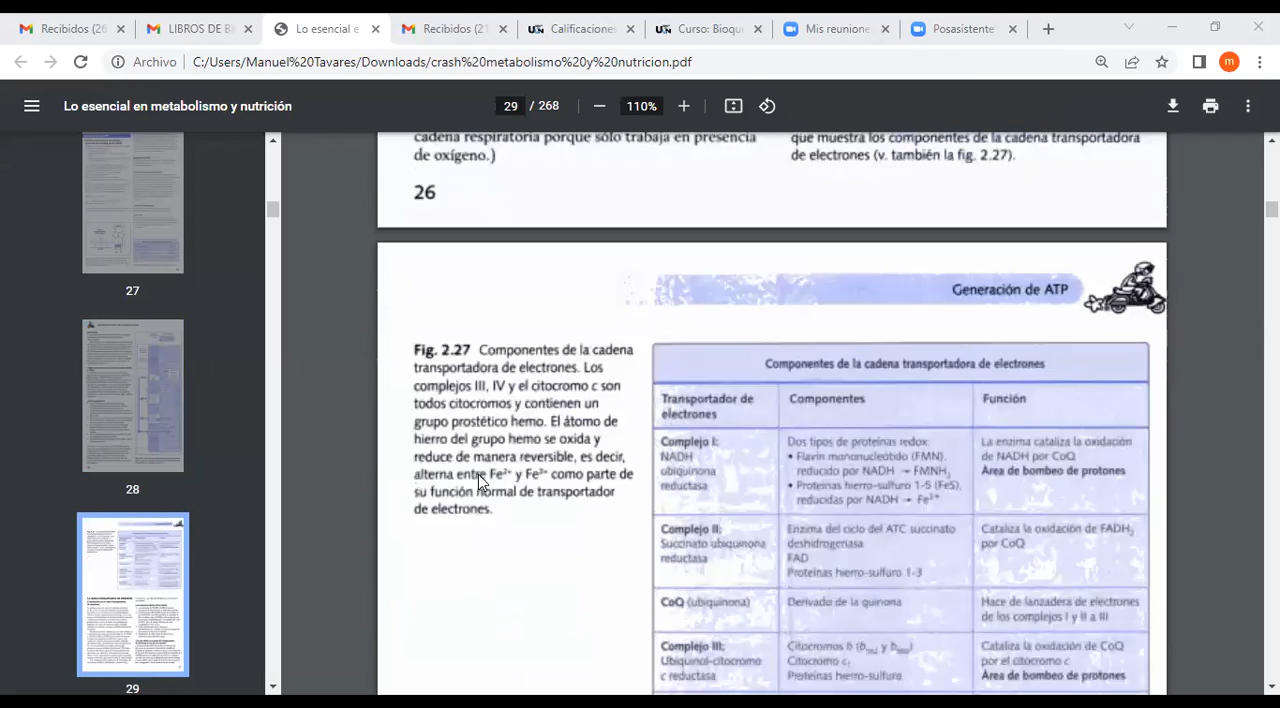 Recibidos (26
LIBROS DE B
Lo esencial e
Recibidos (21
Calificaciones
Curso: Bioqu
Mis reunione
Posasistente
Archivo
C:/Users/Manuel%20Tavares/Downloads/crash%20metabolismo%20y%20nutricion.pdf
m
Lo esencial en metabolismo y nutrición
29 / 268
110%
27
28
29
cadena respiratoria porque sólo trabaja en presencia
de oxígeno.)
26
que muestra los componentes de la cadena transportadora
de electrones (v. también la fig. 2.27).
Generación de ATP
Fig. 2.27 Componentes de la cadena
transportadora de electrones. Los
complejos III, IV y el citocromo c son
todos citocromos y contienen un
grupo prostético hemo. El átomo de
hierro del grupo hemo se oxida y
reduce de manera reversible, es decir,
alterna entre Fe²⁺ y Fe³⁺ como parte de
su función normal de transportador
de electrones.
Componentes de la cadena transportadora de electrones
Transportador de
electrones
Componentes
Función
Complejo I:
NADH
ubiquinona
reductasa
Dos tipos de proteínas redox:
• Flavín mononucleótido (FMN),
reducido por NADH → FMNH₂
• Proteínas hierro-sulfuro 1-5 (FeS),
reducidas por NADH → Fe²⁺
La enzima cataliza la oxidación
de NADH por CoQ
Área de bombeo de protones
Complejo II:
Succinato ubiquinona
reductasa
Enzima del ciclo del ATC succinato
deshidrogenasa
FAD
Proteínas hierro-sulfuro 1-3
Cataliza la oxidación de FADH₂
por CoQ
CoQ (ubiquinona)
Derivado de la quinona
Hace de lanzadera de electrones
de los complejos I y II a III
Complejo III:
Ubiquinol-citocromo
c reductasa
Citocromos b
Citocromo c₁
Proteínas hierro-sulfuro
Cataliza la oxidación de CoQ
por el citocromo c
Área de bombeo de protones